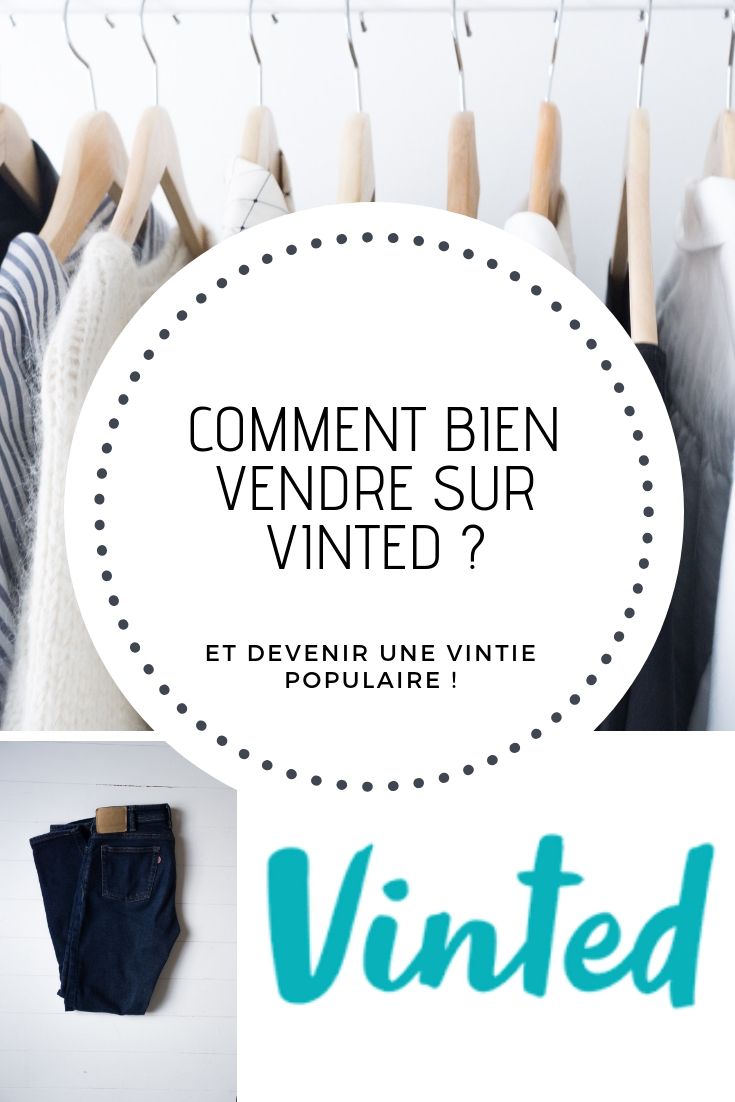 COMMENT BIEN
VENDRE SUR
VINTED ?
ET DEVENIR UNE VINTIE
POPULAIRE !
Vinted